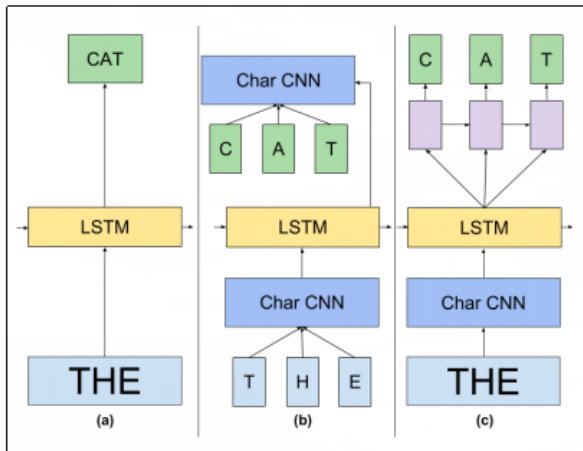 CAT
LSTM
THE
(a)
Char CNN
C A T
LSTM
Char CNN
T H E
(b)
C A T
LSTM
Char CNN
THE
(c)